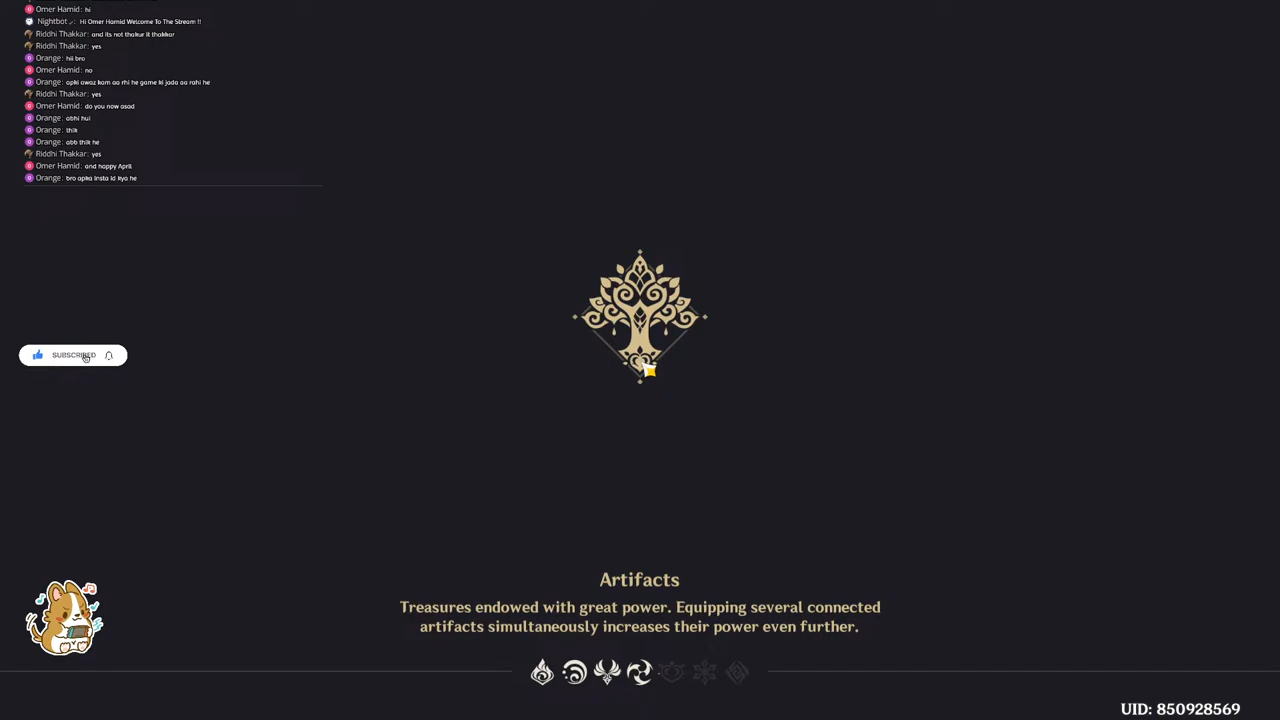 Omer Hamid: hi
Nightbot: Hi Omer Hamid Welcome To The Stream !!
Riddhi Thakkar: and its not thakur it thakkar
Riddhi Thakkar: yes
Orange: hii bro
Omer Hamid: no
Orange: apki awaz kam aa rhi he game ki jada aa rahi he
Riddhi Thakkar: yes
Omer Hamid: do you now asad
Orange: abhi hui
Orange: thik
Orange: abb thik he
Riddhi Thakkar: yes
Omer Hamid: and happy April
Orange: bro apka insta id kya he
SUBSCRIBED
Artifacts
Treasures endowed with great power. Equipping several connected
artifacts simultaneously increases their power even further.
UID: 850928569